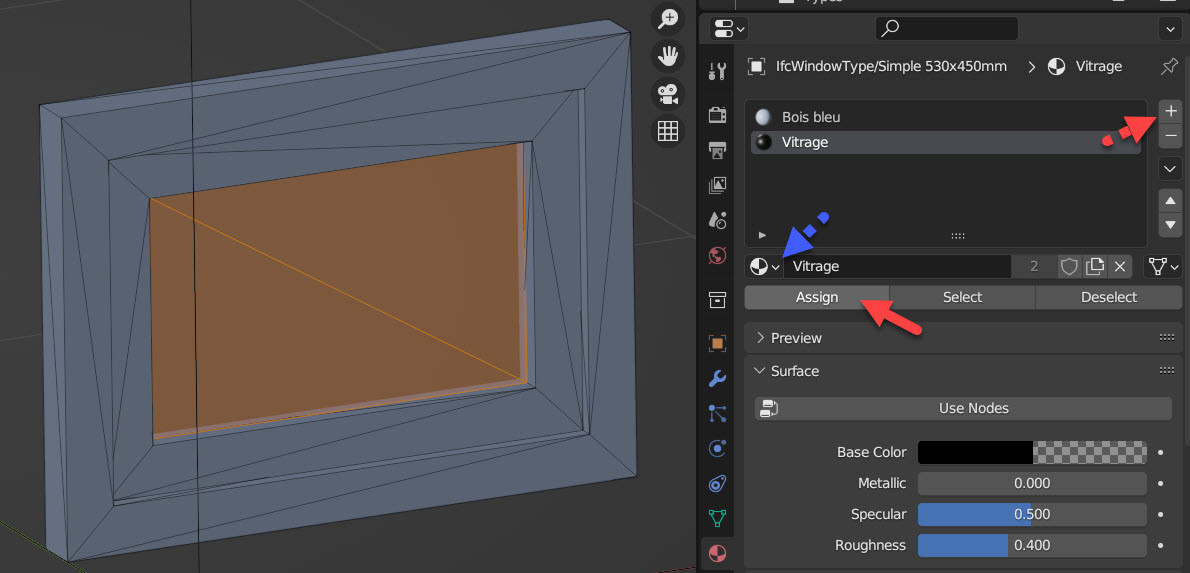 Types
IfcWindowType/Simple 530x450mm > Vitrage
Bois bleu
Vitrage
Vitrage 2
Assign Select Deselect
Preview
Surface
Use Nodes
Base Color
Metallic 0.000
Specular 0.500
Roughness 0.400